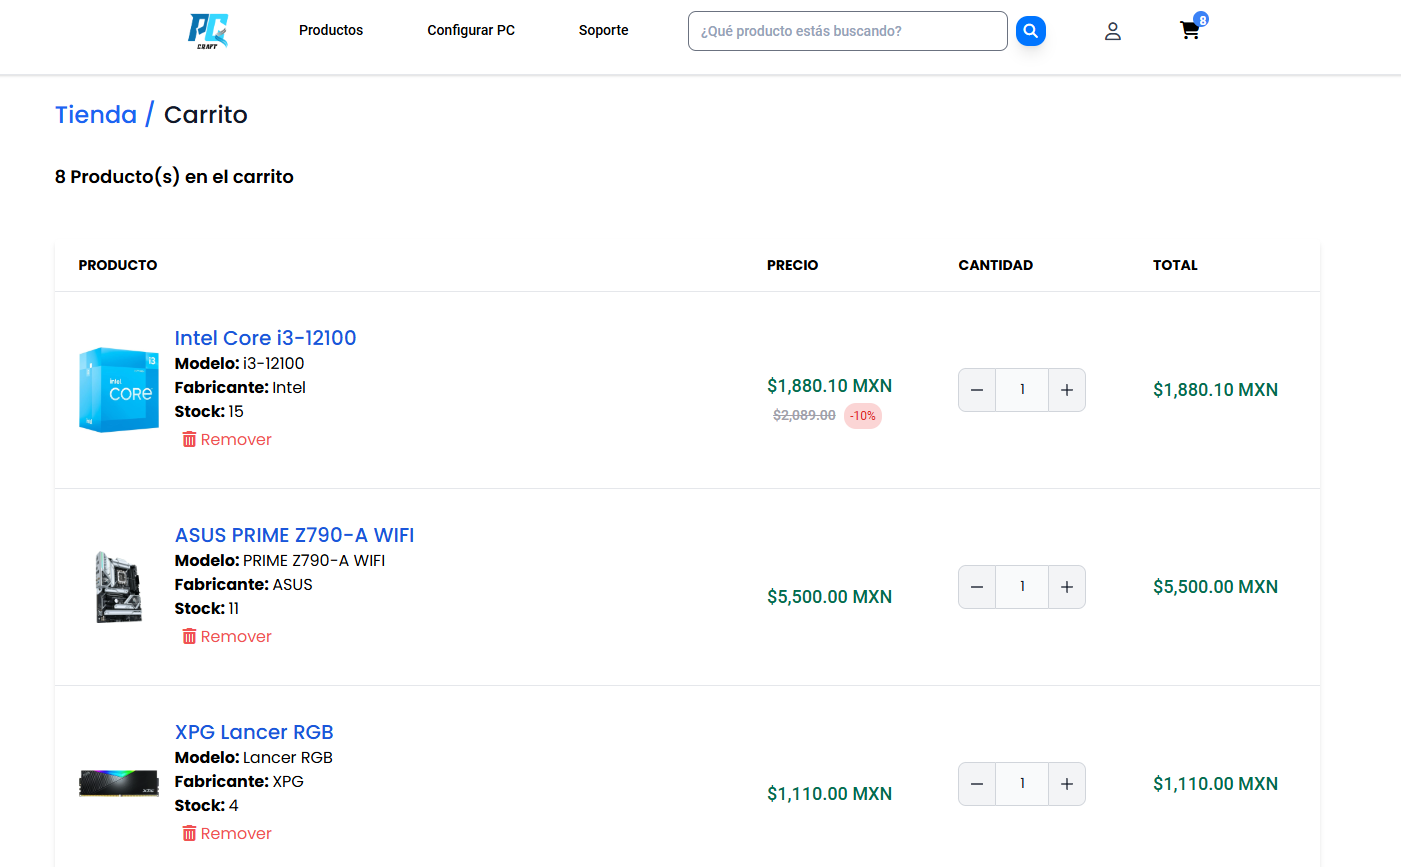 PC
CRAFT
Productos
Configurar PC
Soporte
¿Qué producto estás buscando?
8
Tienda / Carrito
8 Producto(s) en el carrito
PRODUCTO
PRECIO
CANTIDAD
TOTAL
i3
intel
CORE
Intel Core i3-12100
Modelo: i3-12100
Fabricante: Intel
Stock: 15
Remover
$1,880.10 MXN
$2,089.00 -10%
1
$1,880.10 MXN
ASUS PRIME Z790-A WIFI
Modelo: PRIME Z790-A WIFI
Fabricante: ASUS
Stock: 11
Remover
$5,500.00 MXN
1
$5,500.00 MXN
XPG Lancer RGB
Modelo: Lancer RGB
Fabricante: XPG
Stock: 4
Remover
$1,110.00 MXN
1
$1,110.00 MXN